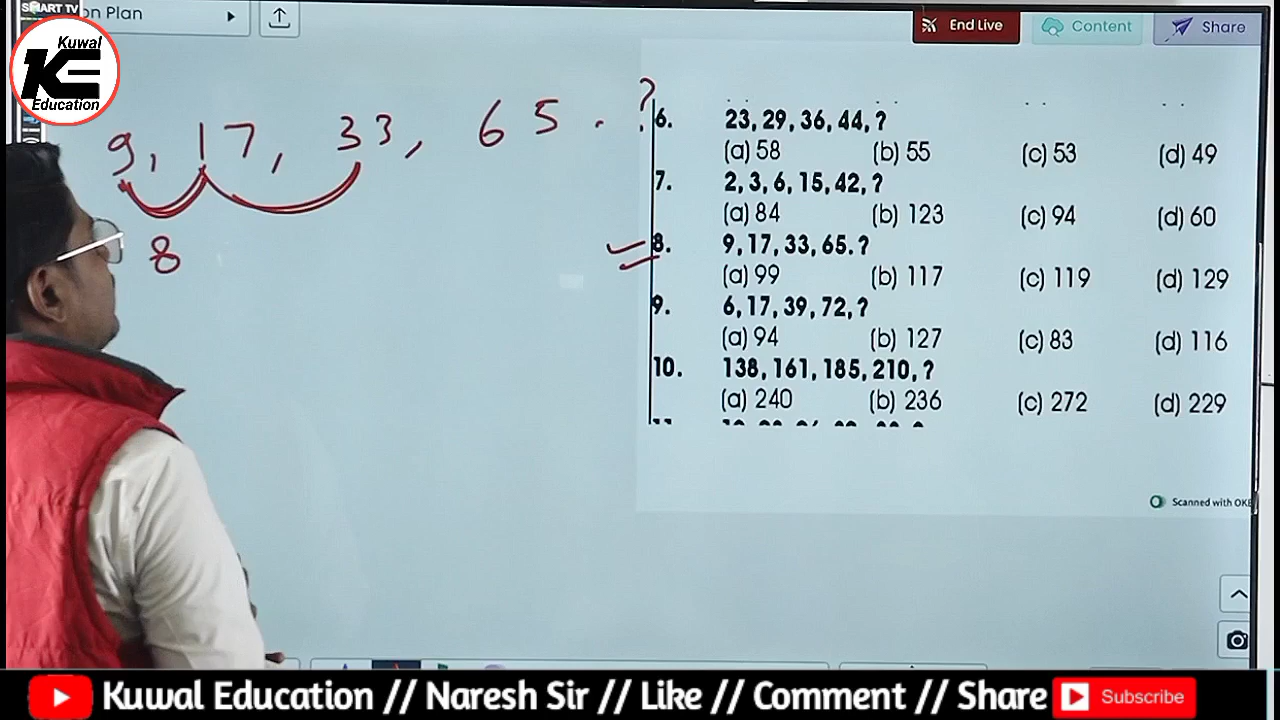 SMART TV
on Plan
End Live
Content
Share
Kuwal
KE
Education
9, 17, 33, 65. ?
8
6. 23, 29, 36, 44, ?
(a) 58 (b) 55 (c) 53 (d) 49
7. 2, 3, 6, 15, 42, ?
(a) 84 (b) 123 (c) 94 (d) 60
8. 9, 17, 33, 65. ?
(a) 99 (b) 117 (c) 119 (d) 129
9. 6, 17, 39, 72, ?
(a) 94 (b) 127 (c) 83 (d) 116
10. 138, 161, 185, 210, ?
(a) 240 (b) 236 (c) 272 (d) 229
Scanned with OKE
Kuwal Education // Naresh Sir // Like // Comment // Share
Subscribe